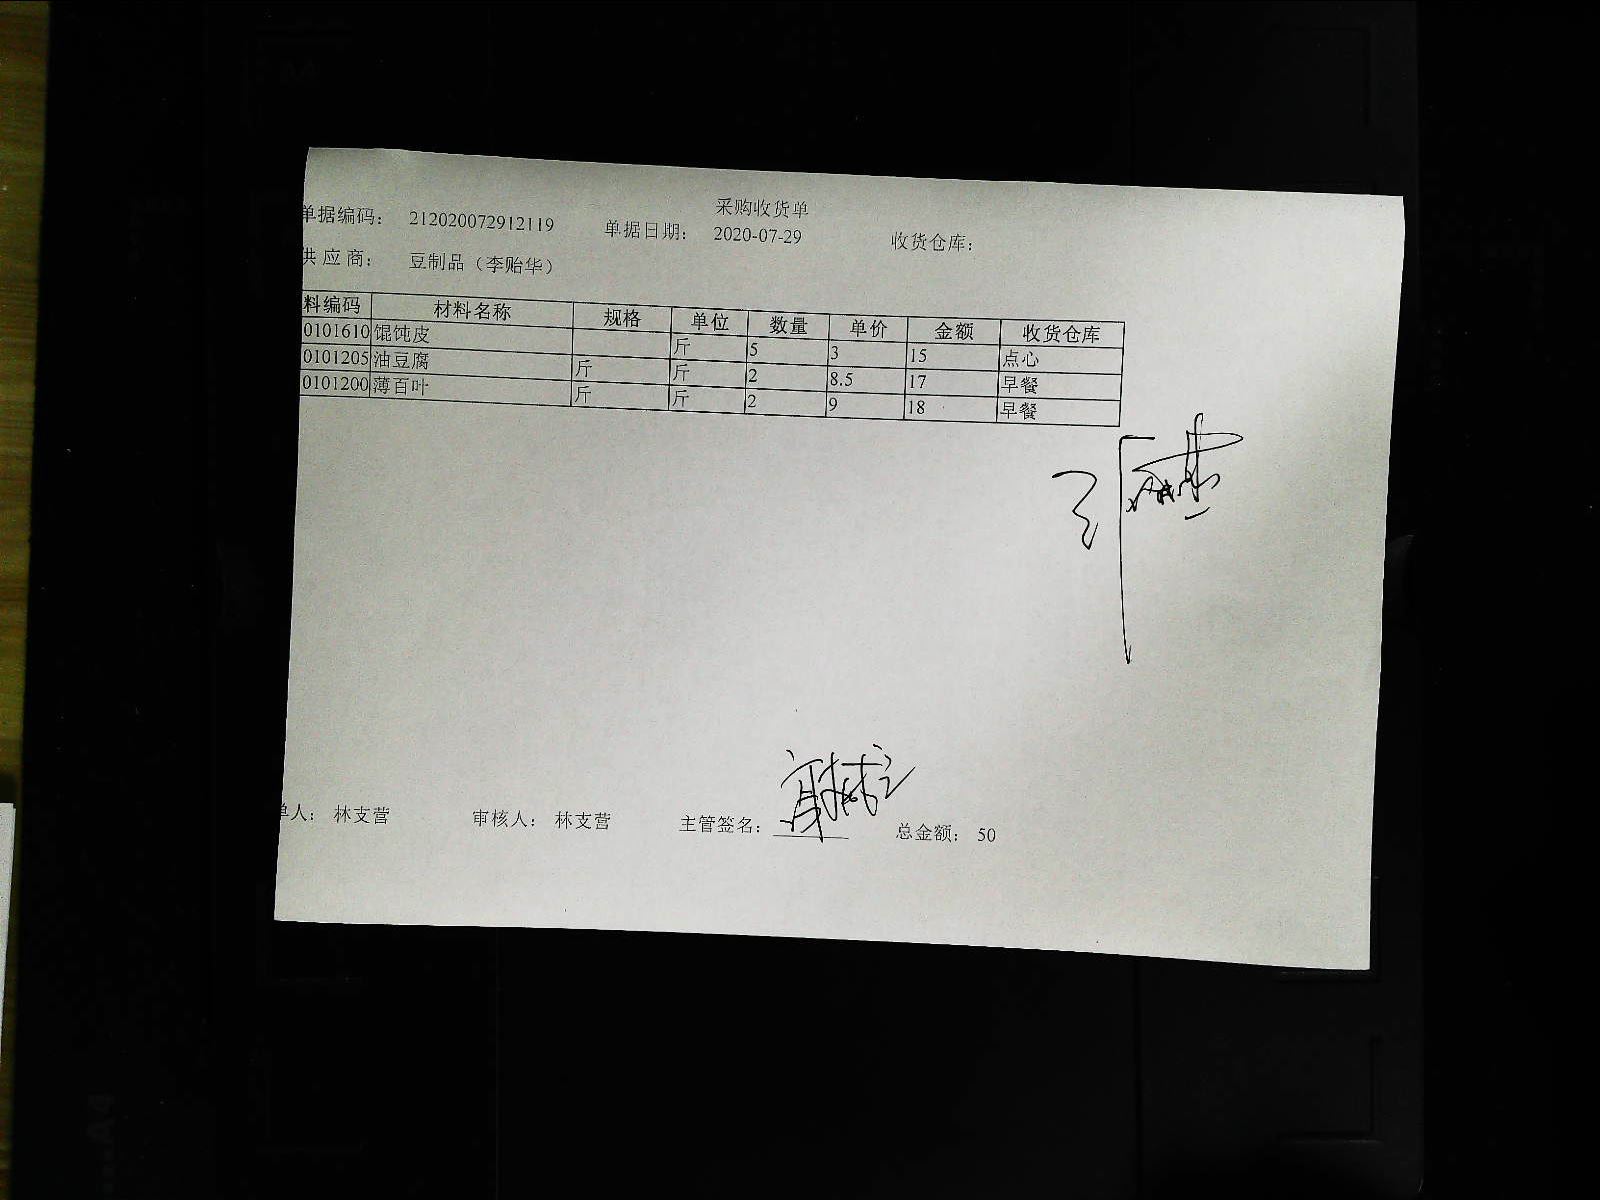 采购收货单
单据编码： 212020072912119 单据日期： 2020-07-29 收货仓库：
供应商： 豆制品（李贻华）
料编码 材料名称 规格 单位 数量 单价 金额 收货仓库
0101610 馄饨皮 斤 5 3 15 点心
0101205 油豆腐 斤 斤 2 8.5 17 早餐
0101200 薄百叶 斤 斤 2 9 18 早餐
单人： 林支营 审核人： 林支营 主管签名： 总金额： 50
A4